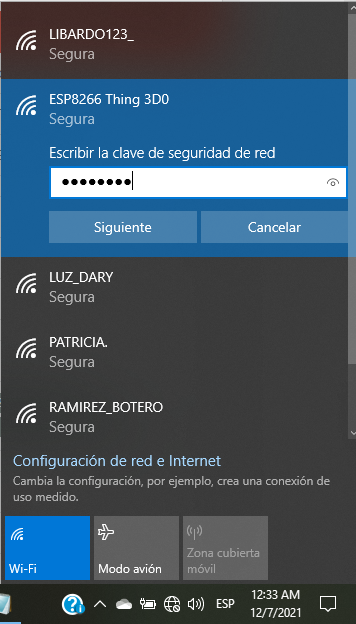 LIBARDO123_
Segura
ESP8266 Thing 3D0
Segura
Escribir la clave de seguridad de red
●●●●●●●●
Siguiente
Cancelar
LUZ_DARY
Segura
PATRICIA.
Segura
RAMIREZ_BOTERO
Segura
Configuración de red e Internet
Cambia la configuración, por ejemplo, crea una conexión de
uso medido.
Wi-Fi
Modo avión
Zona cubierta
móvil
ESP
12:33 AM
12/7/2021